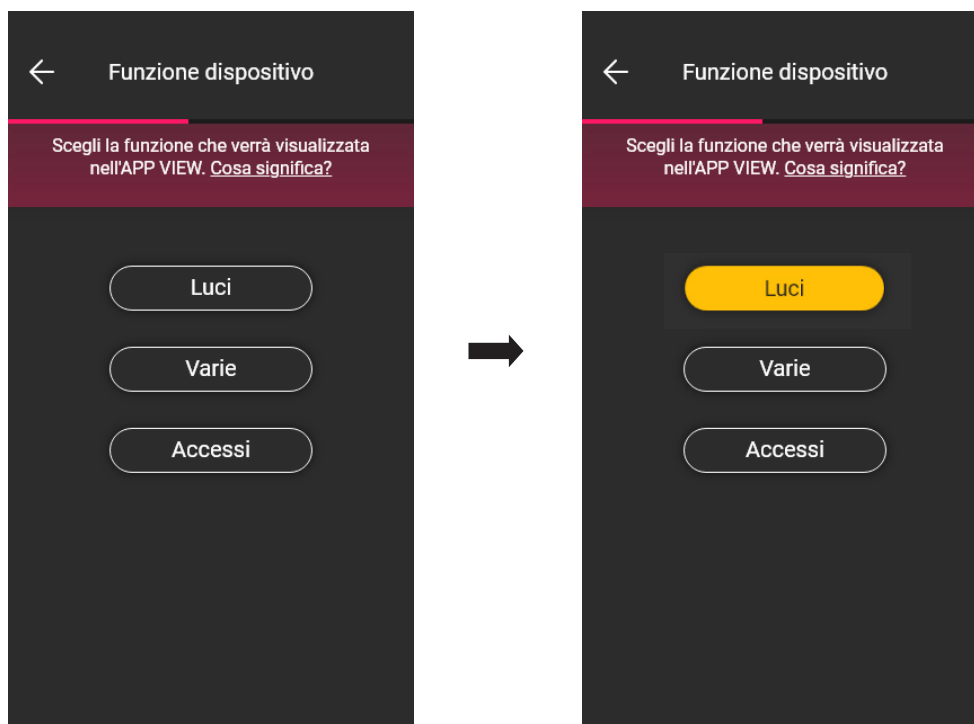 Funzione dispositivo
Scegli la funzione che verrà visualizzata
nell'APP VIEW. Cosa significa?
Luci
Varie
Accessi
Funzione dispositivo
Scegli la funzione che verrà visualizzata
nell'APP VIEW. Cosa significa?
Luci
Varie
Accessi